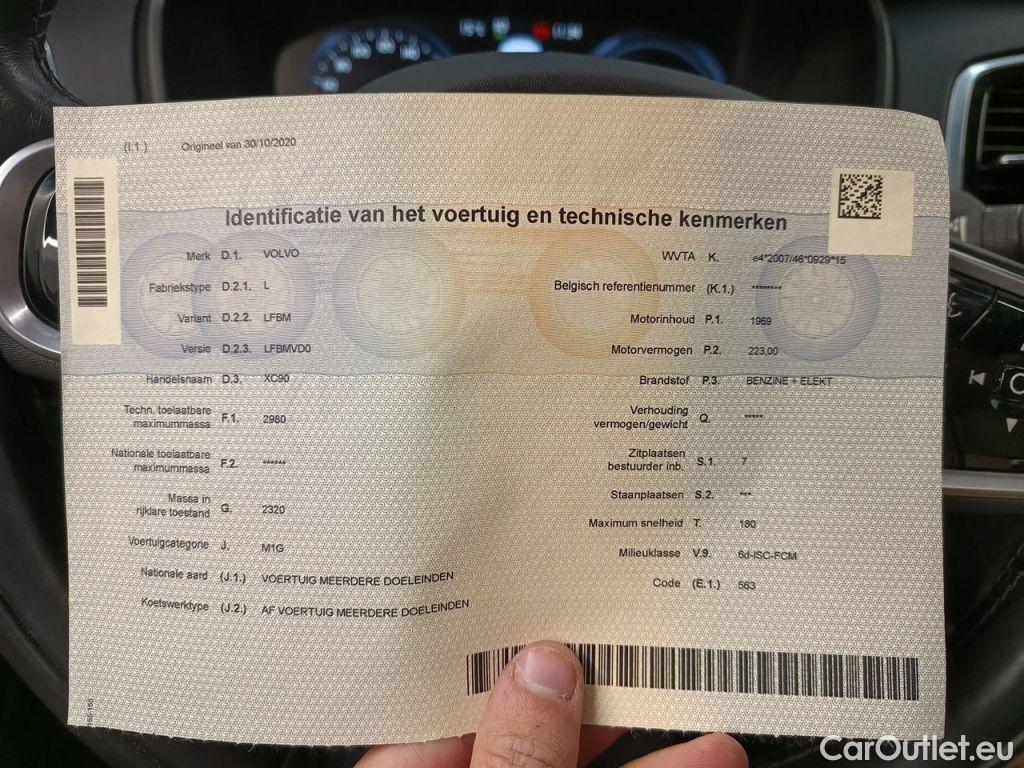 (I.1.) Origineel van 30/10/2020
Identificatie van het voertuig en technische kenmerken
Merk D.1. VOLVO
Fabriekstype D.2.1. L
Variant D.2.2. LFBM
Versie D.2.3. LFBMVD0
Handelsnaam D.3. XC90
Techn. toelaatbare
maximummassa F.1. 2980
Nationale toelaatbare
maximummassa F.2. ******
Massa in
rijklare toestand G. 2320
Voertuigcategorie J. M1G
Nationale aard (J.1.) VOERTUIG MEERDERE DOELEINDEN
Koetswerktype (J.2.) AF VOERTUIG MEERDERE DOELEINDEN
WVTA K. e4*2007/46*0929*15
Belgisch referentienummer (K.1.) ********
Motorinhoud P.1. 1969
Motorvermogen P.2. 223,00
Brandstof P.3. BENZINE + ELEKT
Verhouding
vermogen/gewicht Q. *****
Zitplaatsen
bestuurder inb. S.1. 7
Staanplaatsen S.2. ***
Maximum snelheid T. 180
Milieuklasse V.9. 6d-ISC-FCM
Code (E.1.) 563
CarOutlet.eu